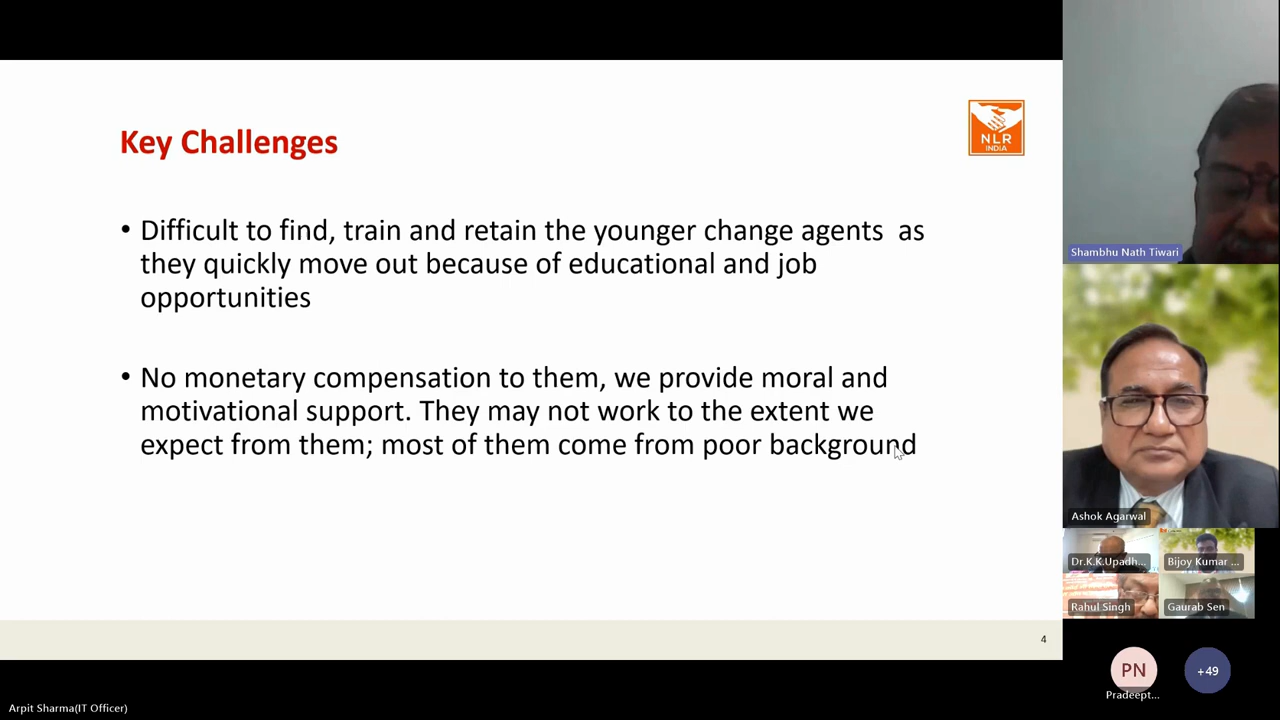 Key Challenges
NLR
INDIA
• Difficult to find, train and retain the younger change agents  as
they quickly move out because of educational and job
opportunities
• No monetary compensation to them, we provide moral and
motivational support. They may not work to the extent we
expect from them; most of them come from poor background
4
Shambhu Nath Tiwari
Ashok Agarwal
Dr.K.K.Upadh...
Bijoy Kumar ...
Rahul Singh
Gaurab Sen
PN
+49
Pradeept...
Arpit Sharma(IT Officer)